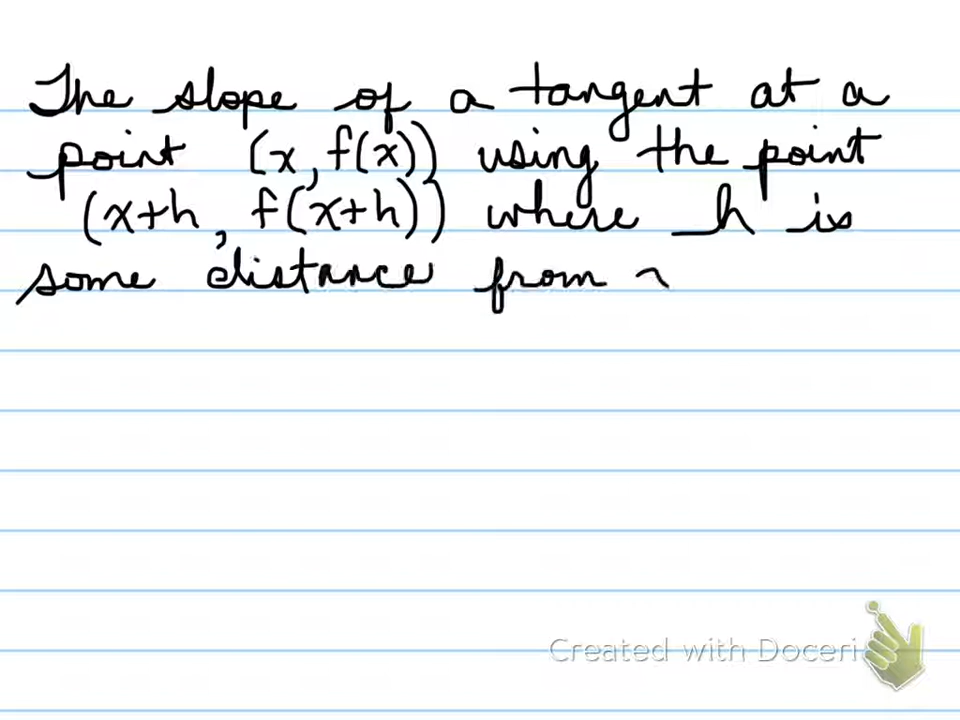 The slope of a tangent at a
point (x, f(x)) using the point
(x+h, f(x+h)) where h is
some distance from
Created with Doceri